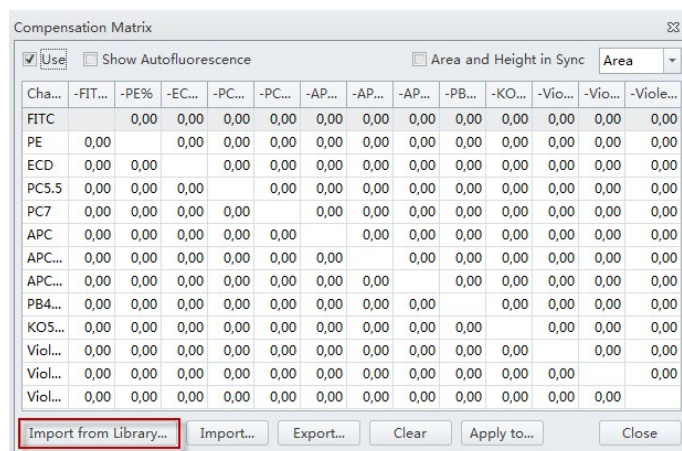 Compensation Matrix
Use Show Autofluorescence Area and Height in Sync Area
Cha... -FIT... -PE% -EC... -PC... -PC... -AP... -AP... -AP... -PB... -KO... -Vio... -Vio... -Viole...
FITC 0,00 0,00 0,00 0,00 0,00 0,00 0,00 0,00 0,00 0,00 0,00 0,00
PE 0,00 0,00 0,00 0,00 0,00 0,00 0,00 0,00 0,00 0,00 0,00 0,00
ECD 0,00 0,00 0,00 0,00 0,00 0,00 0,00 0,00 0,00 0,00 0,00 0,00
PC5.5 0,00 0,00 0,00 0,00 0,00 0,00 0,00 0,00 0,00 0,00 0,00 0,00
PC7 0,00 0,00 0,00 0,00 0,00 0,00 0,00 0,00 0,00 0,00 0,00 0,00
APC 0,00 0,00 0,00 0,00 0,00 0,00 0,00 0,00 0,00 0,00 0,00 0,00
APC... 0,00 0,00 0,00 0,00 0,00 0,00 0,00 0,00 0,00 0,00 0,00 0,00
APC... 0,00 0,00 0,00 0,00 0,00 0,00 0,00 0,00 0,00 0,00 0,00 0,00
PB4... 0,00 0,00 0,00 0,00 0,00 0,00 0,00 0,00 0,00 0,00 0,00 0,00
KO5... 0,00 0,00 0,00 0,00 0,00 0,00 0,00 0,00 0,00 0,00 0,00 0,00
Viol... 0,00 0,00 0,00 0,00 0,00 0,00 0,00 0,00 0,00 0,00 0,00 0,00
Viol... 0,00 0,00 0,00 0,00 0,00 0,00 0,00 0,00 0,00 0,00 0,00 0,00
Viol... 0,00 0,00 0,00 0,00 0,00 0,00 0,00 0,00 0,00 0,00 0,00 0,00
Import from Library... Import... Export... Clear Apply to... Close